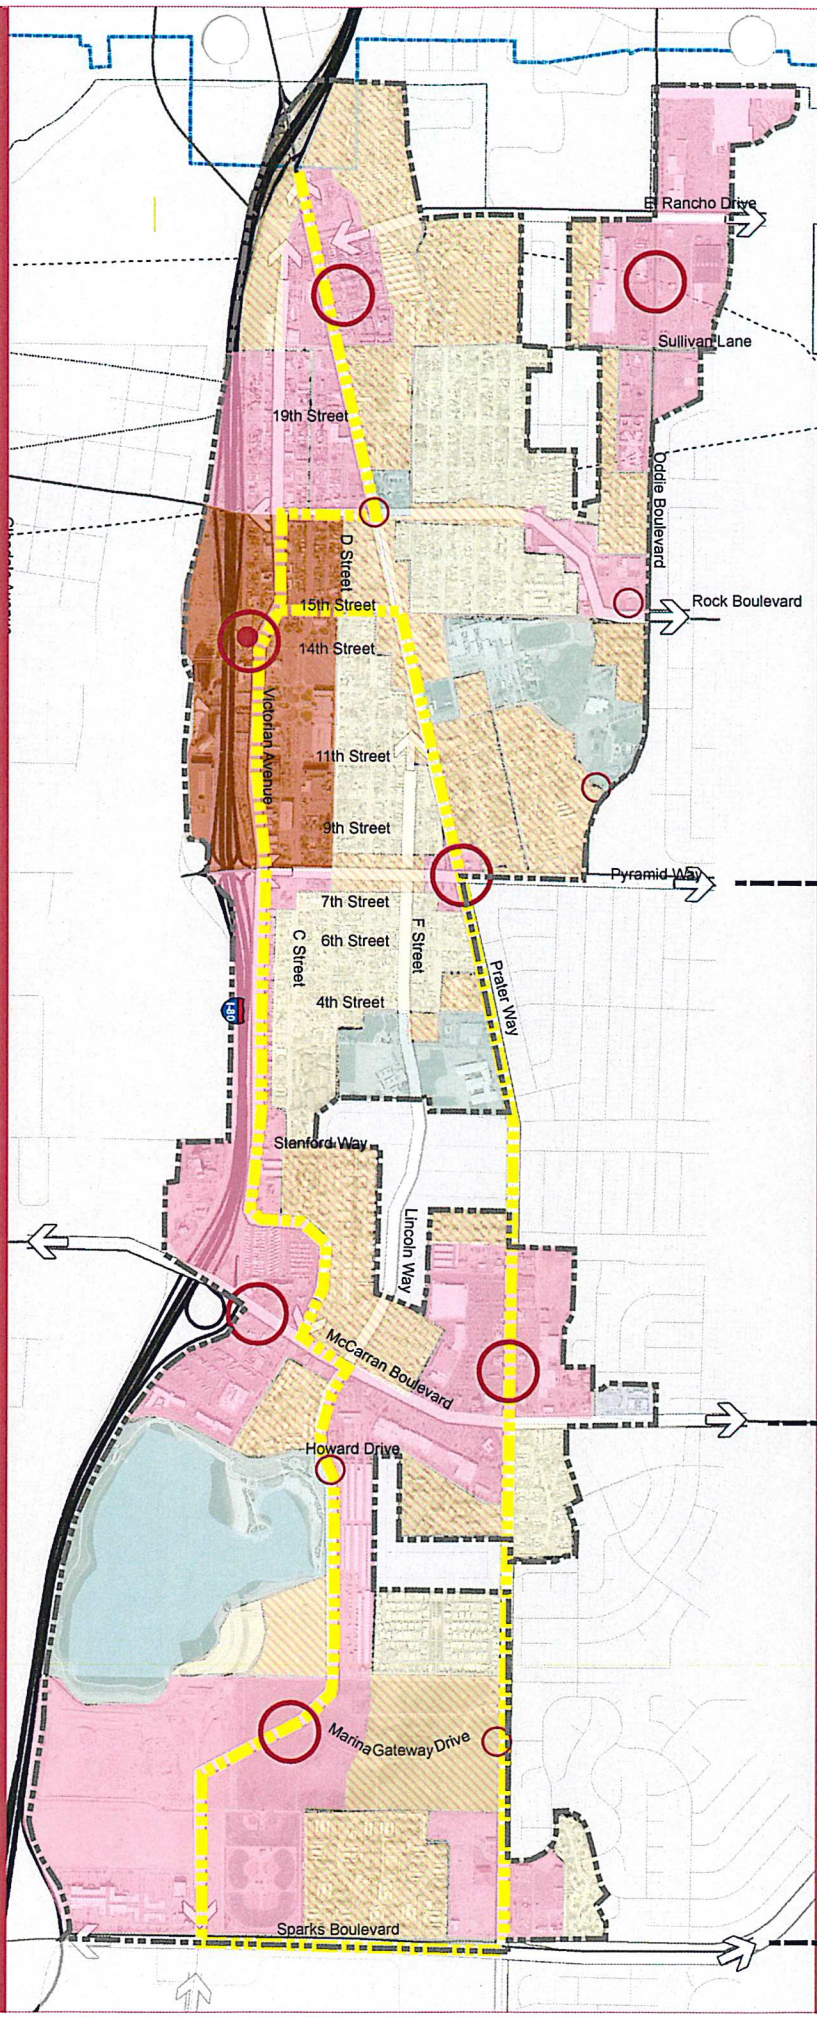 El Rancho Drive
Sullivan Lane
19th Street
Oddie Boulevard
D Street
15th Street
Rock Boulevard
14th Street
Victorian Avenue
11th Street
9th Street
Pyramid Way
7th Street
C Street
6th Street
F Street
Prater Way
4th Street
I-80
Stanford Way
Lincoln Way
McCarran Boulevard
Howard Drive
Marina Gateway Drive
Sparks Boulevard